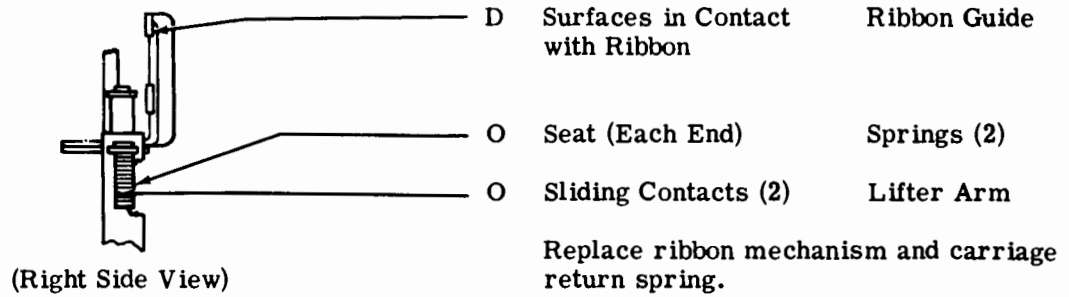 D Surfaces in Contact Ribbon Guide
with Ribbon
O Seat (Each End) Springs (2)
O Sliding Contacts (2) Lifter Arm
Replace ribbon mechanism and carriage
return spring.
(Right Side View)